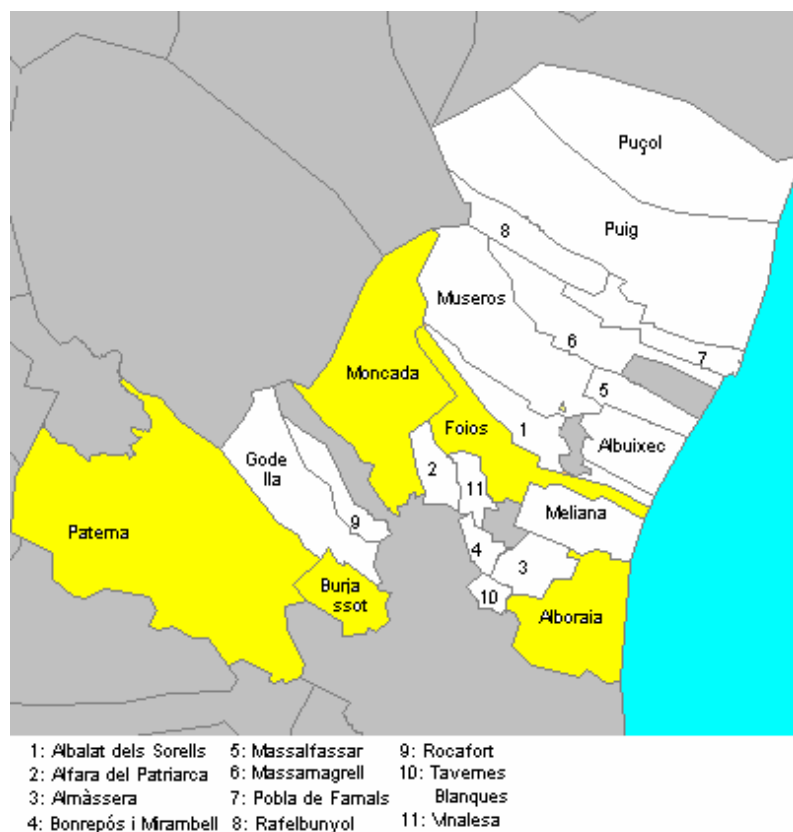 Puçol
Puig
8
Museros
6
7
Moncada
5
Foios
1
Albuixec
Gode
lla
2
11
Meliana
9
Paterna
4
3
Burja
ssot
10
Alboraia
1: Albalat dels Sorells
2: Alfara del Patriarca
3: Almàssera
4: Bonrepós i Mirambell
5: Massalfassar
6: Massamagrell
7: Pobla de Farnals
8: Rafelbunyol
9: Rocafort
10: Tavernes
Blanques
11: Vinalesa